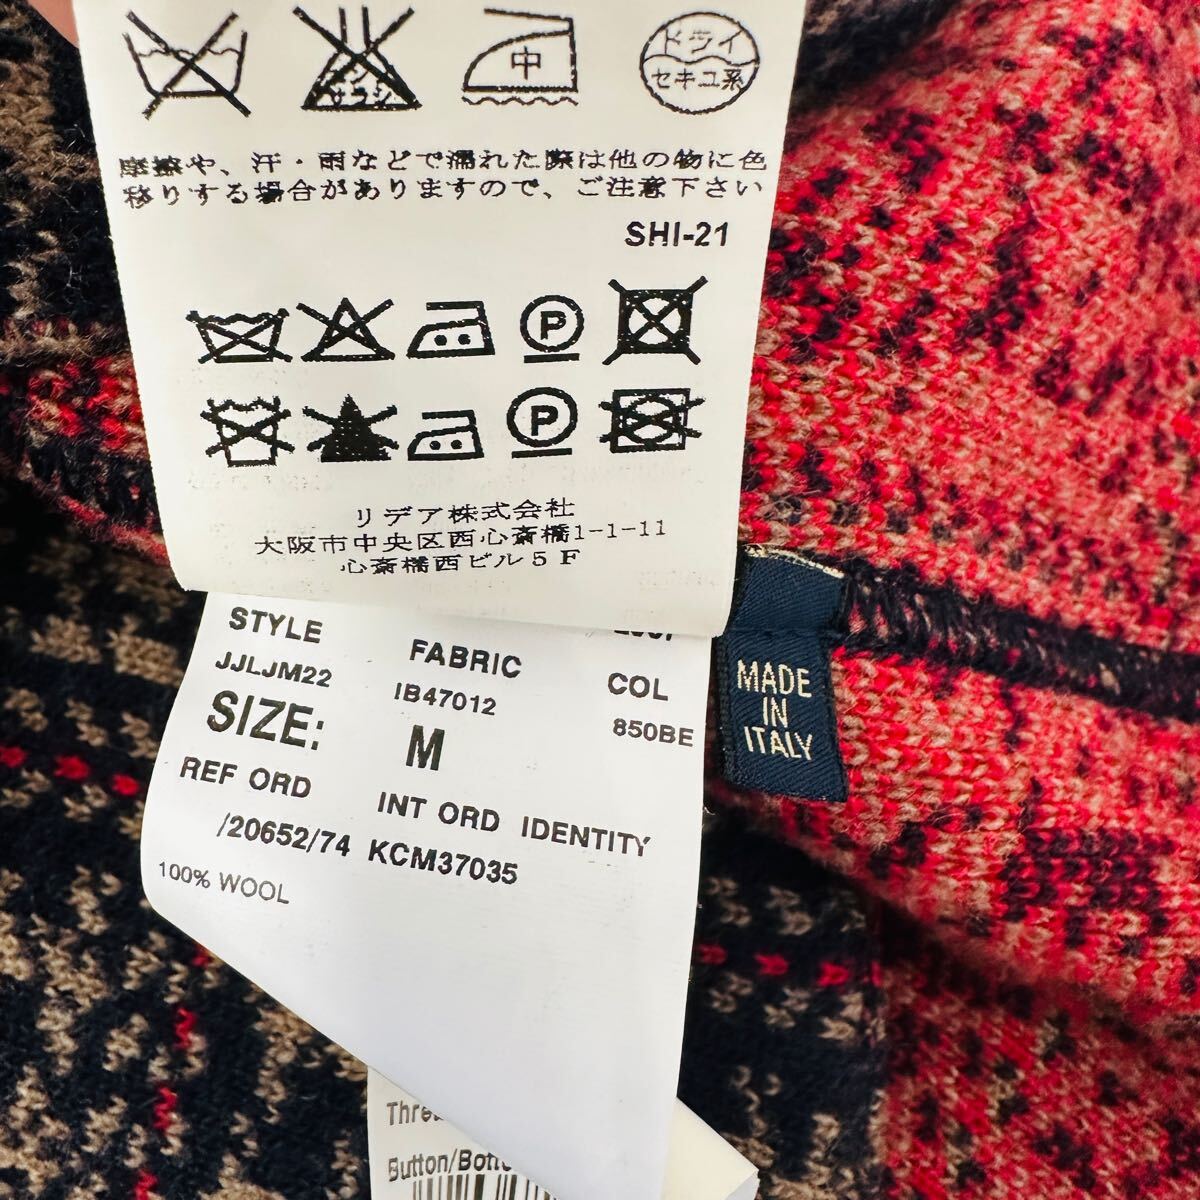 サラシ
中
ドライ
セキユ系
摩擦や、汗・雨などで濡れた際は他の物に色
移りする場合がありますので、ご注意下さい
SHI-21
P
P
リデア株式会社
大阪市中央区西心斎橋1-1-11
心斎橋西ビル5F
STYLE FABRIC COL
JJLJM22 IB47012 850BE
SIZE: M
REF ORD INT ORD IDENTITY
/20652/74 KCM37035
100% WOOL
MADE
IN
ITALY
Button/